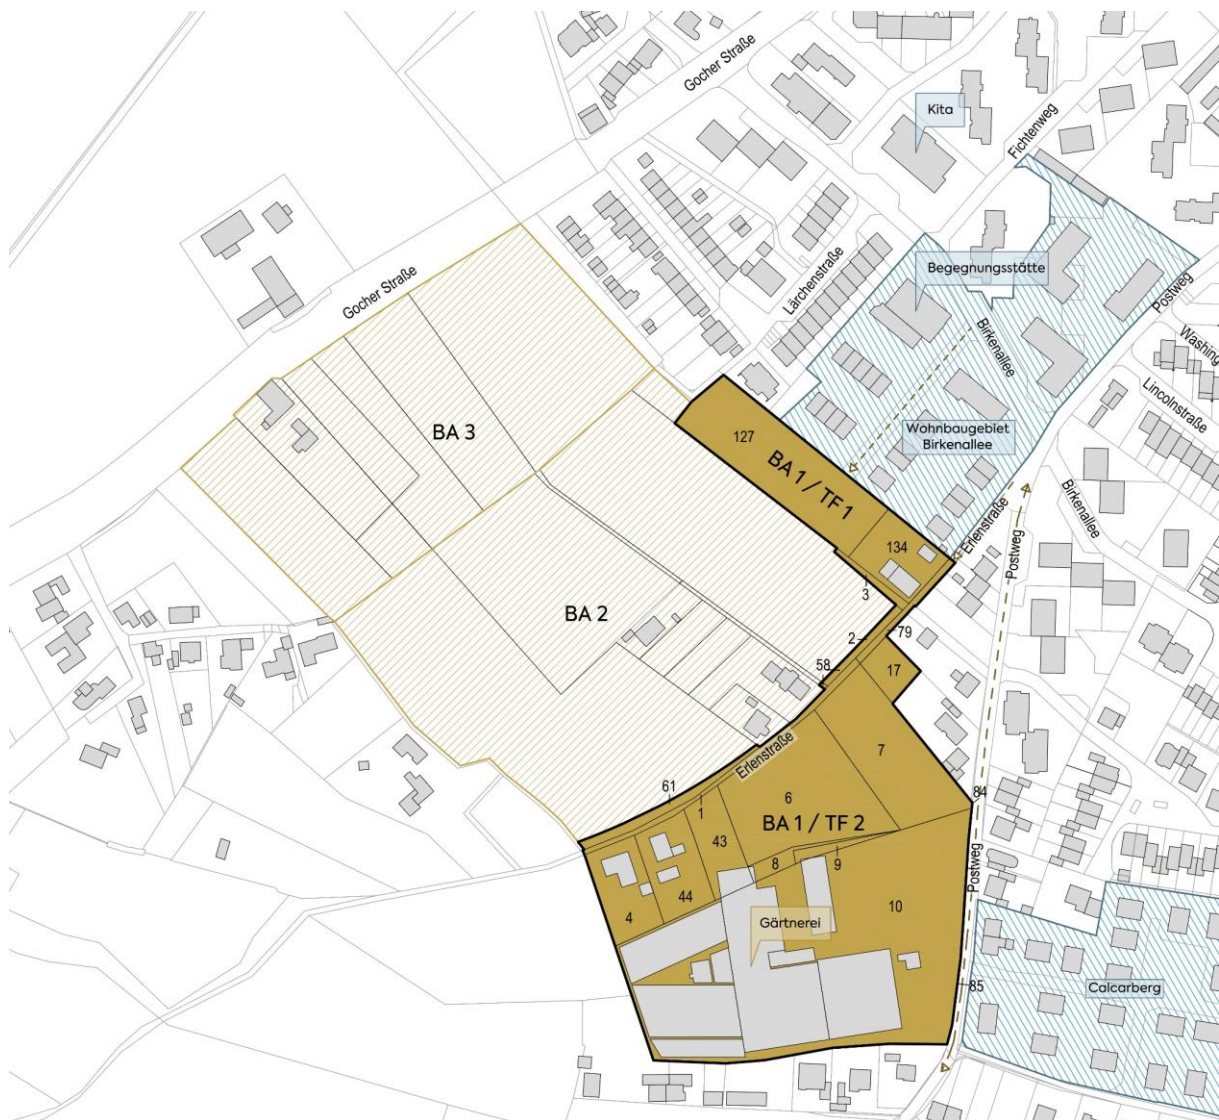 Gocher Straße
Kita
Fichtenweg
Gocher Straße
Lärchenstraße
Begegnungsstätte
Postweg
Birkenallee
Washing
Lincolnstraße
BA 3
127
BA 1 / TF 1
Wohnbaugebiet
Birkenallee
Birkenallee
Erlenstraße
Postweg
134
3
BA 2
2
79
58
17
Erlenstraße
7
61
1
6
84
43
BA 1 / TF 2
8
9
Postweg
44
4
10
Gärtnerei
85
Calcarberg